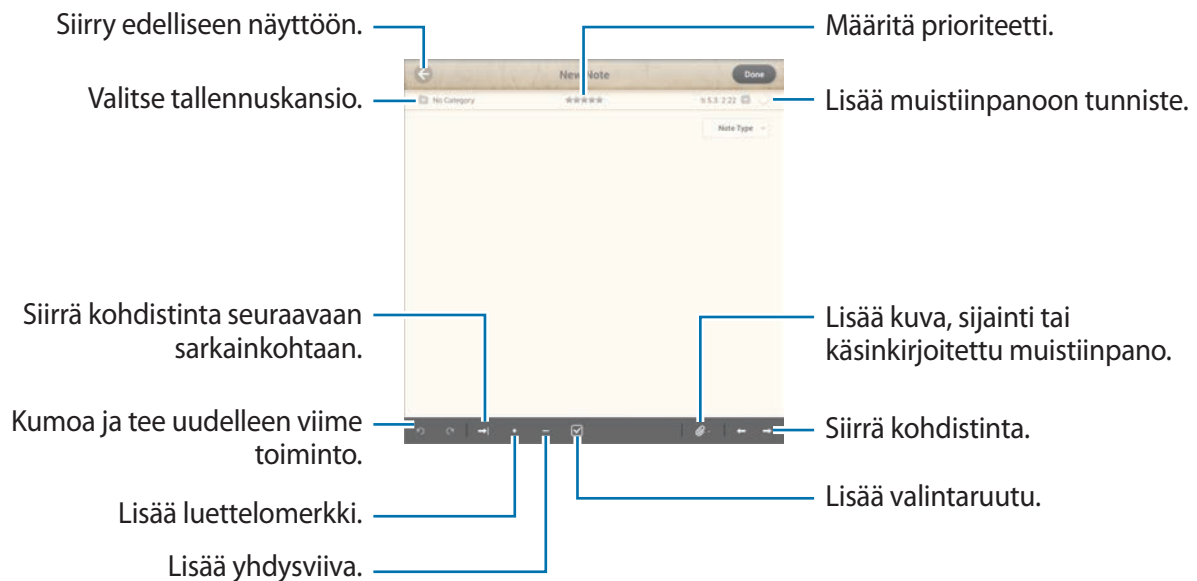 Siirry edelliseen näyttöön.
Määritä prioriteetti.
New Note
Done
Valitse tallennuskansio.
No Category
Lisää muistiinpanoon tunniste.
Note Type
Siirrä kohdistinta seuraavaan
sarkainkohtaan.
Lisää kuva, sijainti tai
käsinkirjoitettu muistiinpano.
Kumoa ja tee uudelleen viime
toiminto.
Siirrä kohdistinta.
Lisää valintaruutu.
Lisää luettelomerkki.
Lisää yhdysviiva.